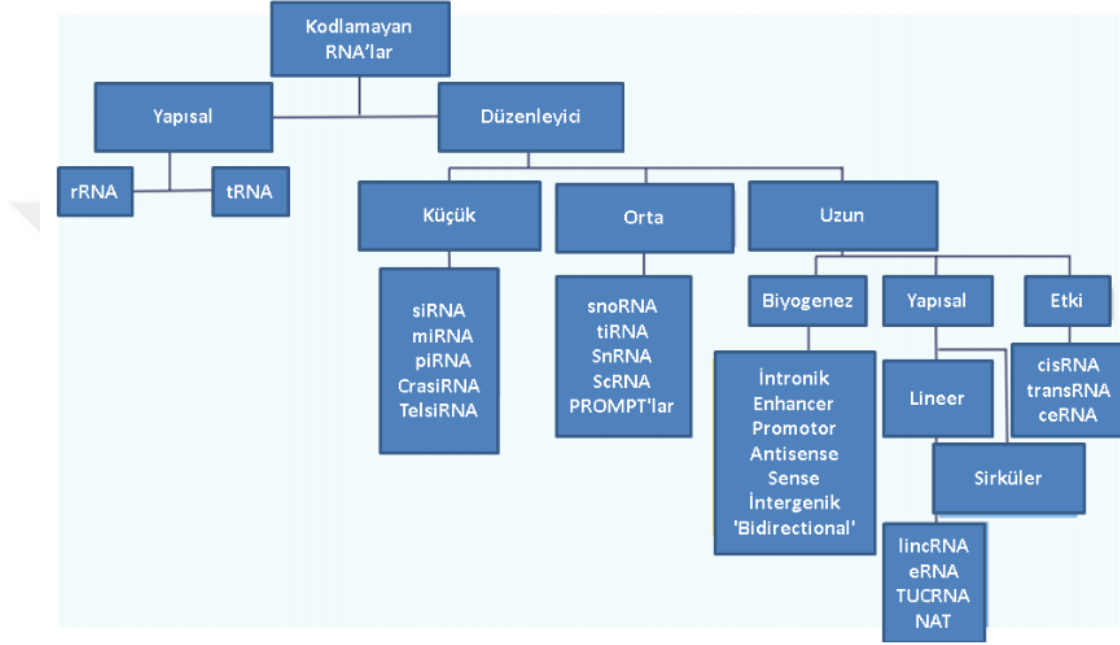 Kodlamayan
RNA'lar
Yapısal
Düzenleyici
rRNA
tRNA
Küçük
Orta
Uzun
siRNA
miRNA
piRNA
CrasiRNA
TelsiRNA
snoRNA
tiRNA
SnRNA
ScRNA
PROMPT'lar
Biyogenez
Yapısal
Etki
İntronik
Enhancer
Promotor
Antisense
Sense
İntergenik
'Bidirectional'
Lineer
cisRNA
transRNA
ceRNA
Sirküler
lincRNA
eRNA
TUCRNA
NAT